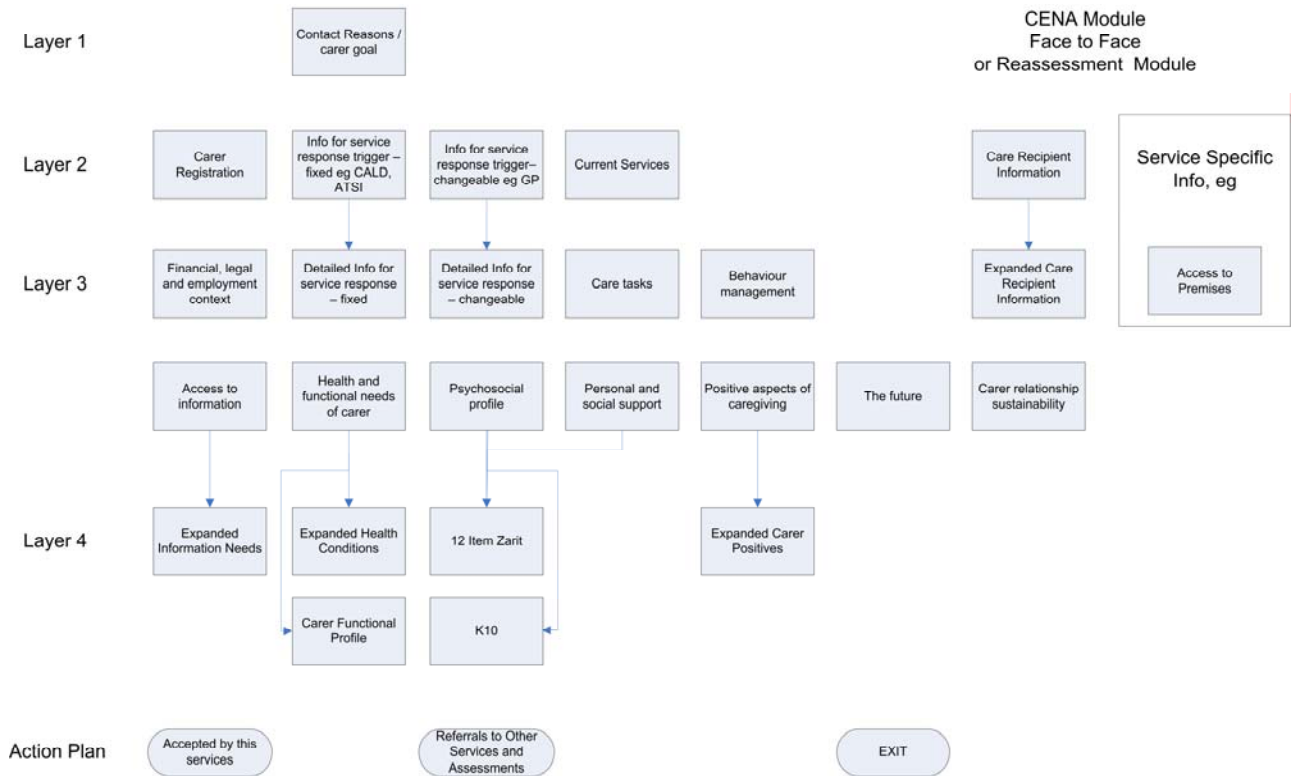 Layer 1
Contact Reasons /
carer goal
CENA Module
Face to Face
or Reassessment Module
Layer 2
Carer
Registration
Info for service
response trigger –
fixed eg CALD,
ATSI
Info for service
response trigger–
changeable eg GP
Current Services
Care Recipient
Information
Service Specific
Info, eg
Layer 3
Financial, legal
and employment
context
Detailed Info for
service response
– fixed
Detailed Info for
service response
– changeable
Care tasks
Behaviour
management
Expanded Care
Recipient
Information
Access to
Premises
Access to
information
Health and
functional needs
of carer
Psychosocial
profile
Personal and
social support
Positive aspects of
caregiving
The future
Carer relationship
sustainability
Layer 4
Expanded
Information Needs
Expanded Health
Conditions
12 Item Zarit
Expanded Carer
Positives
Carer Functional
Profile
K10
Action Plan
Accepted by this
services
Referrals to Other
Services and
Assessments
EXIT